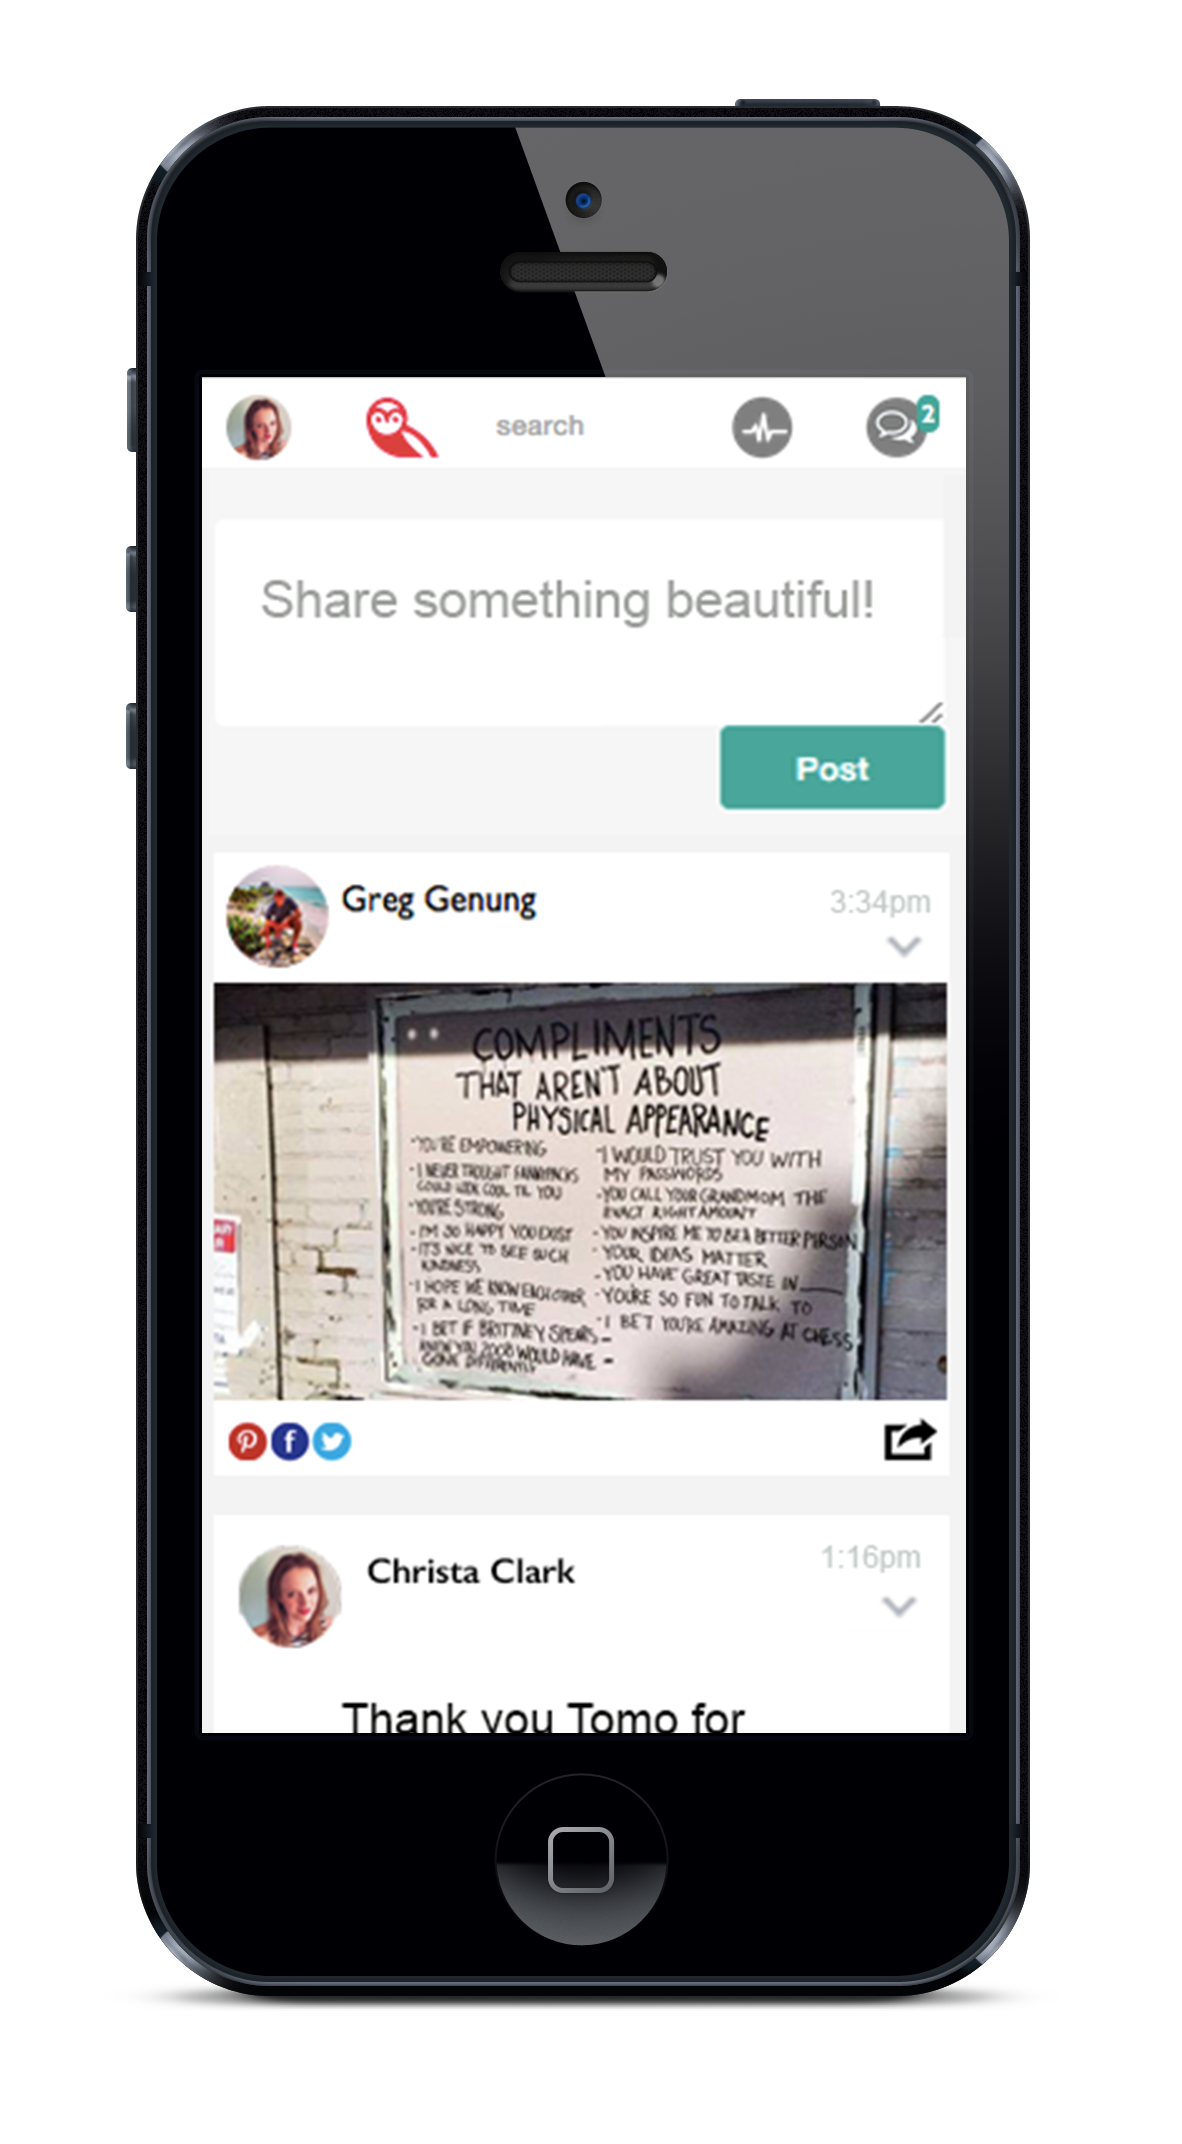 search
2
Share something beautiful!
Post
Greg Genung
3:34pm
COMPLIMENTS
THAT AREN'T ABOUT
PHYSICAL APPEARANCE
-YOU'RE EMPOWERING
-I NEVER THOUGHT FANNYPACKS
COULD LOOK COOL TIL YOU
-YOU'RE STRONG
-I'M SO HAPPY YOU EXIST
-IT'S NICE TO SEE SUCH
KINDNESS
-I HOPE WE KNOW EACH OTHER
FOR A LONG TIME
-I BET IF BRITTNEY SPEARS
KNEW YOU 2008 WOULD HAVE
GONE DIFFERENTLY
-I WOULD TRUST YOU WITH
MY PASSWORDS
-YOU CALL YOUR GRANDMOM THE
EXACT RIGHT AMOUNT
-YOU INSPIRE ME TO BE A BETTER PERSON
-YOUR IDEAS MATTER
-YOU HAVE GREAT TASTE IN____
-YOU'RE SO FUN TO TALK TO
-I BET YOU'RE AMAZING AT CHESS
-
-
Christa Clark
1:16pm
Thank you Tomo for